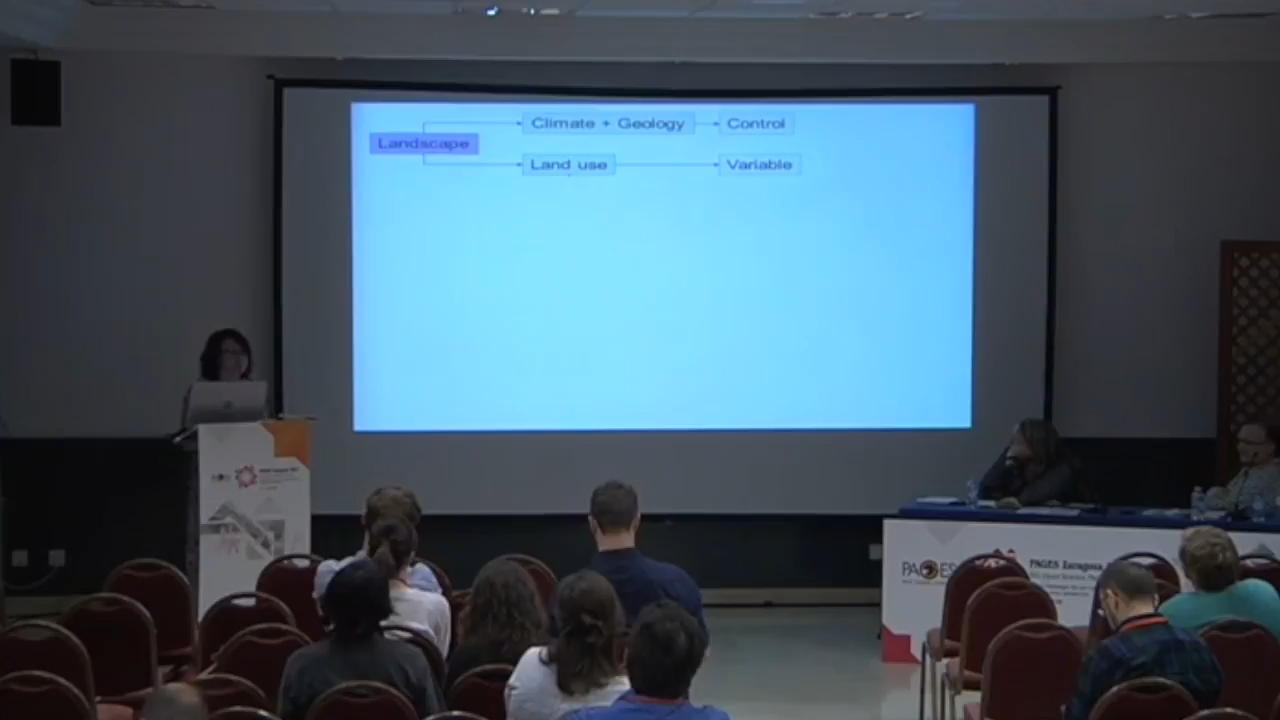 Climate + Geology
Control
Landscape
Land use
Variable
PAGES
PAGES Zaragoza